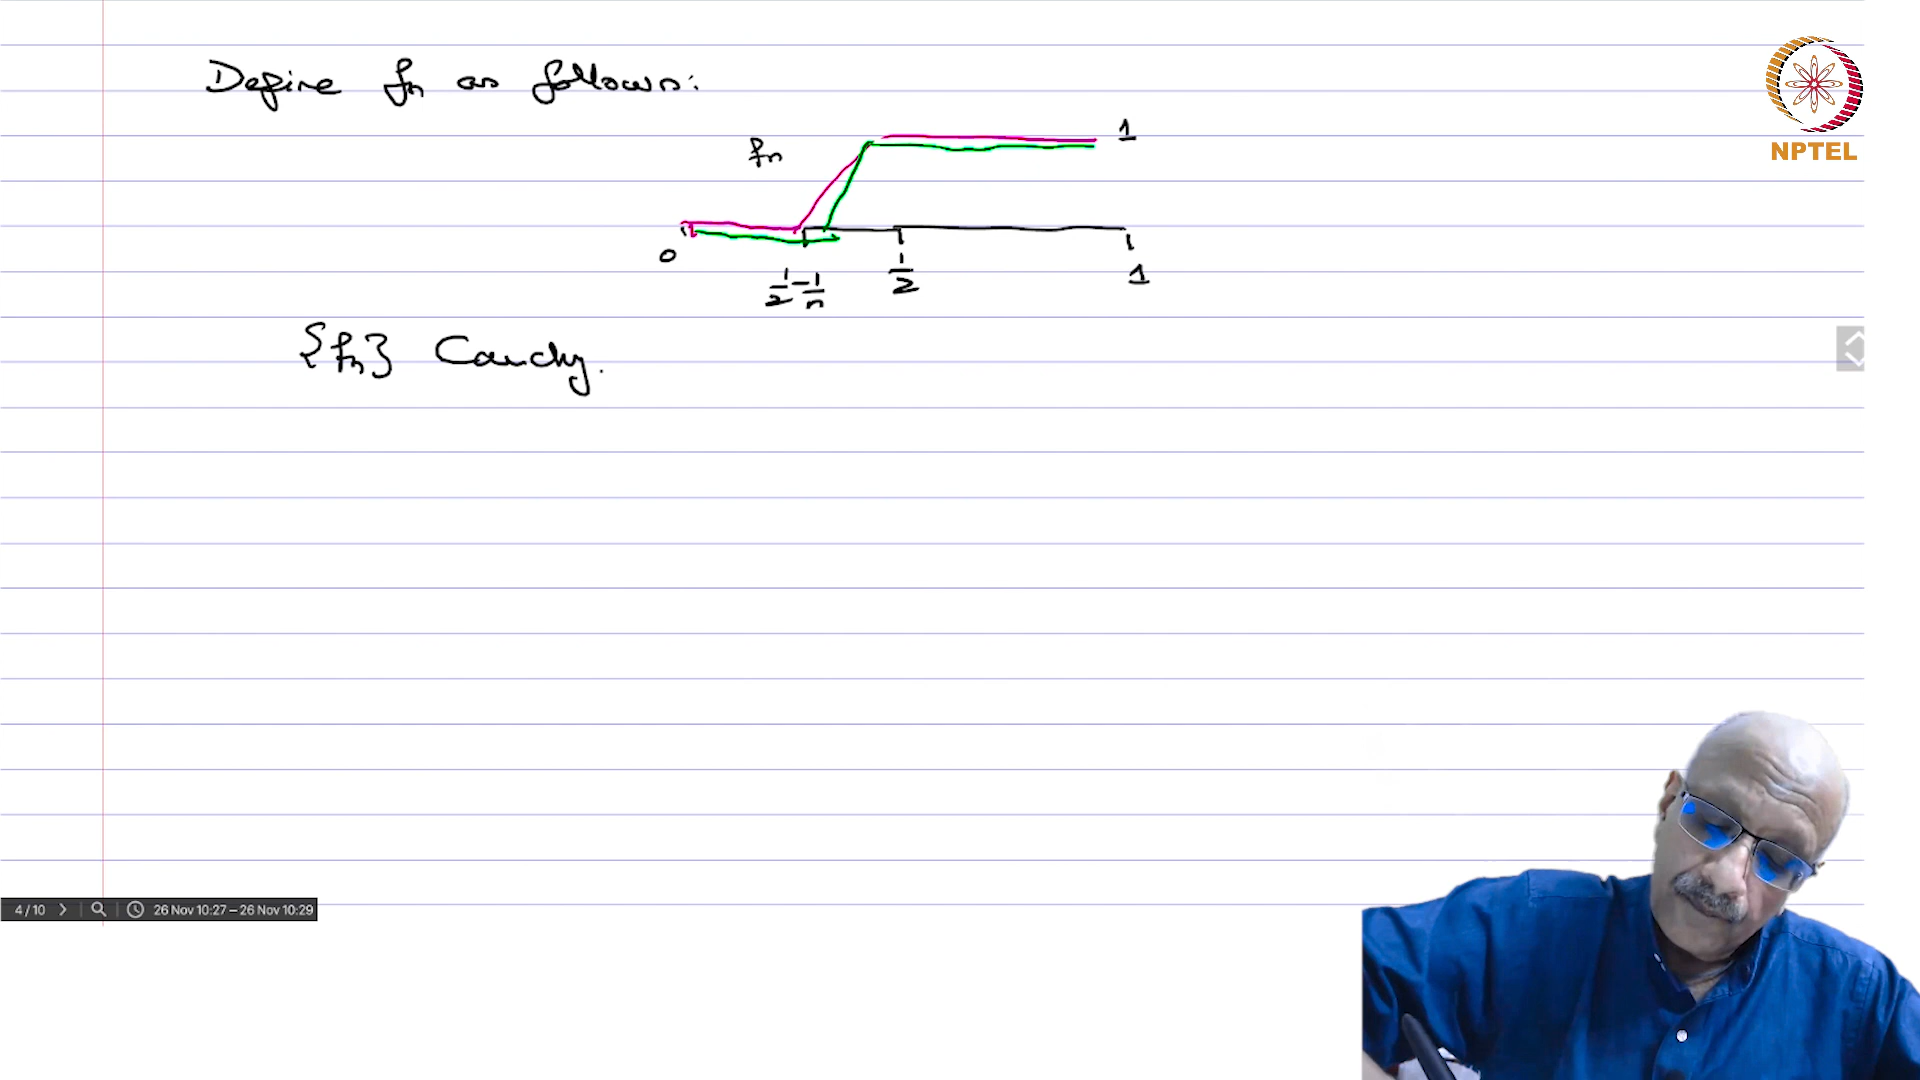 Define fn as follows:
1
fn
0
1/2 - 1/n
1/2
1
{fn} Cauchy.
NPTEL
4 / 10
26 Nov 10:27 – 26 Nov 10:29